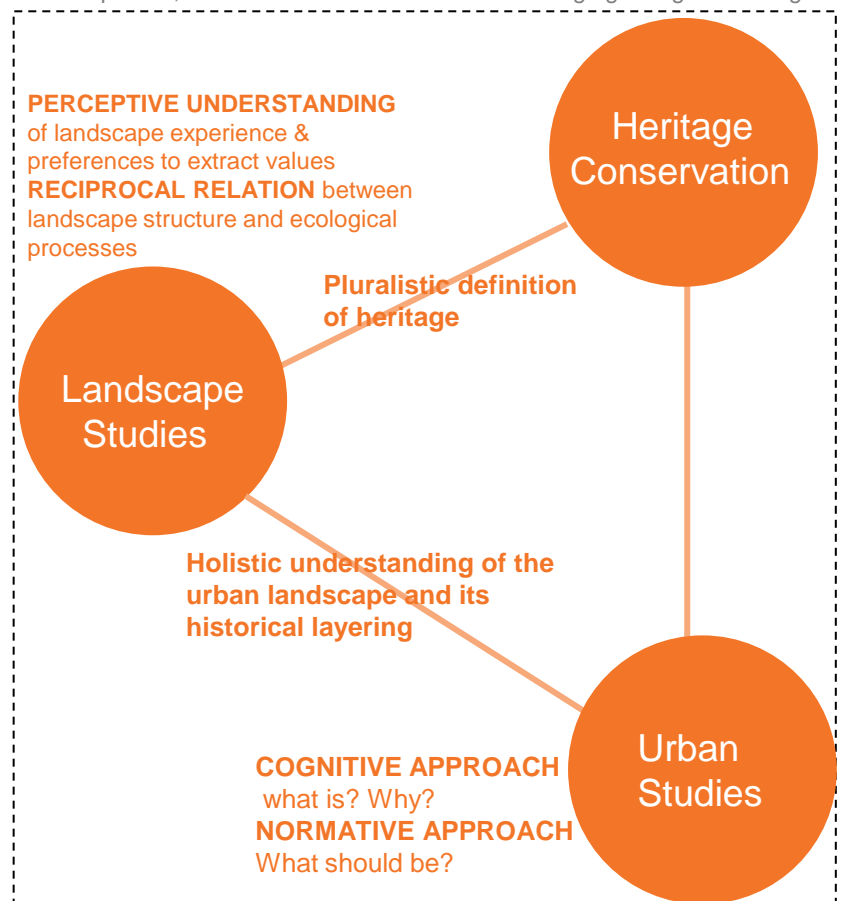 PERCEPTIVE UNDERSTANDING
of landscape experience &
preferences to extract values
RECIPROCAL RELATION between
landscape structure and ecological
processes
Heritage
Conservation
Pluralistic definition
of heritage
Landscape
Studies
Holistic understanding of the
urban landscape and its
historical layering
Urban
Studies
COGNITIVE APPROACH
what is? Why?
NORMATIVE APPROACH
What should be?